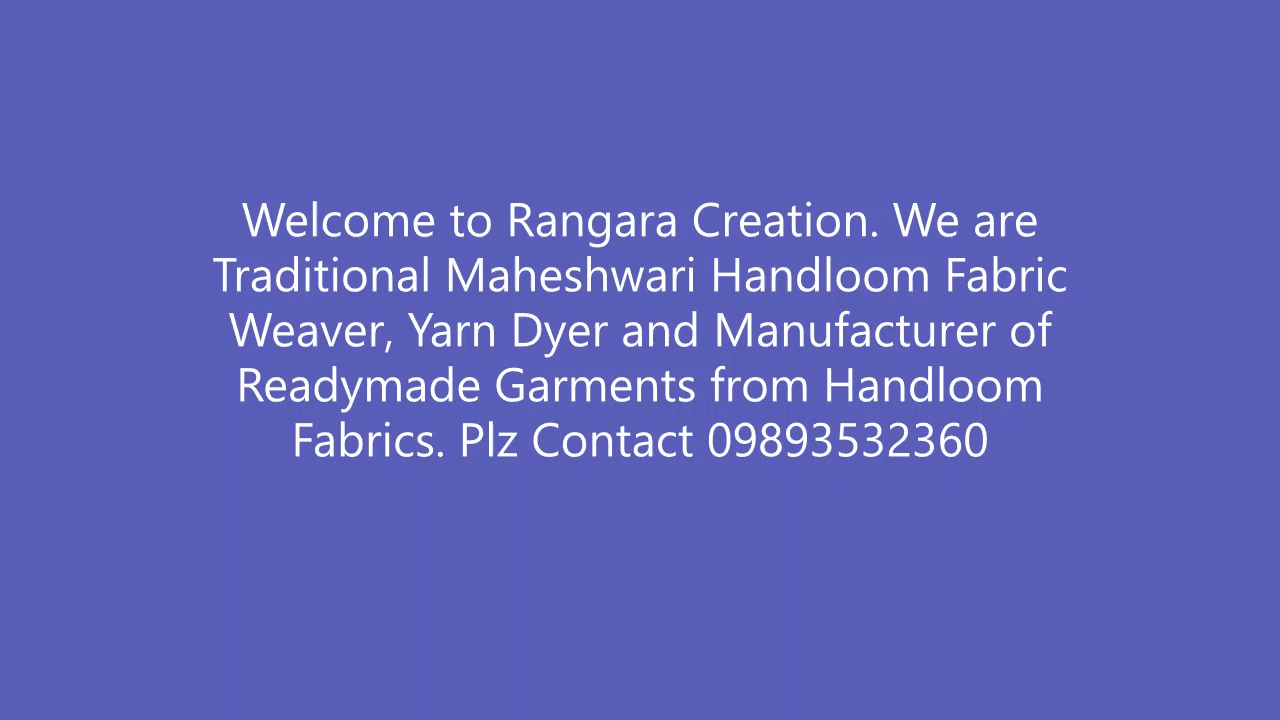 Welcome to Rangara Creation. We are
Traditional Maheshwari Handloom Fabric
Weaver, Yarn Dyer and Manufacturer of
Readymade Garments from Handloom
Fabrics. Plz Contact 09893532360